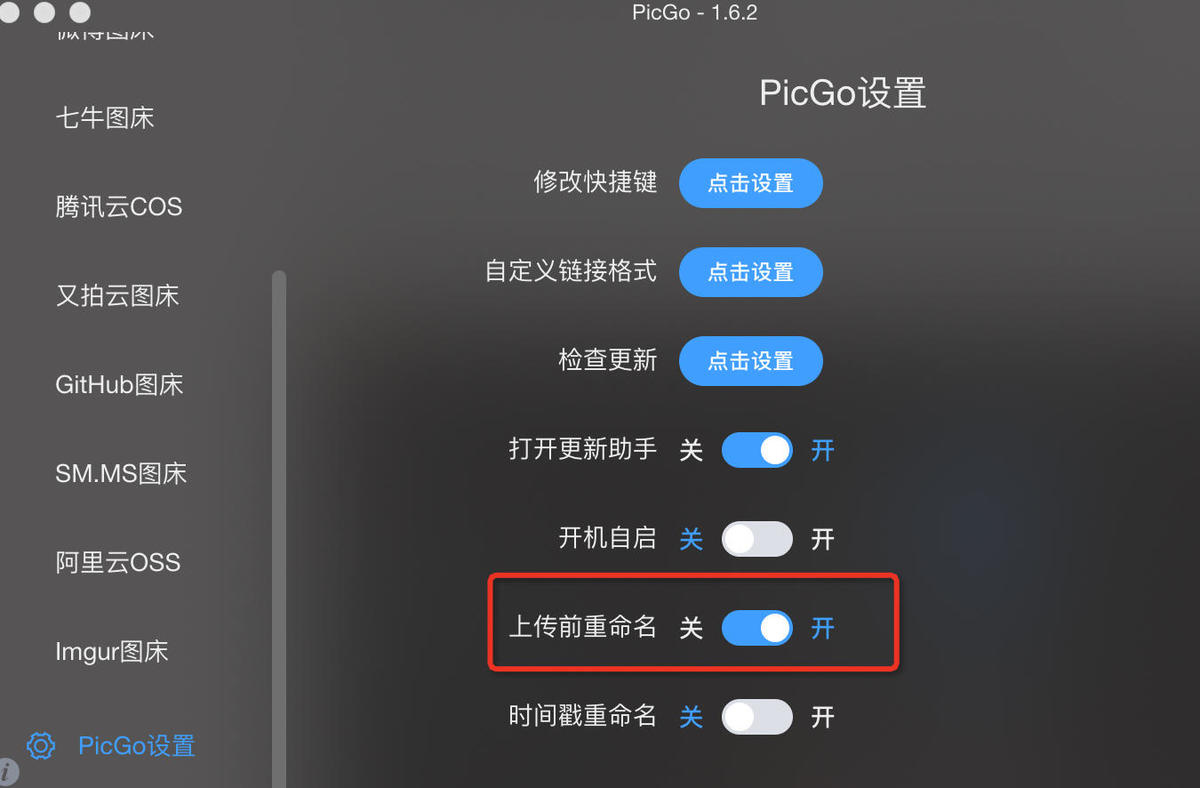 PicGo - 1.6.2
微博图床
七牛图床
腾讯云COS
又拍云图床
GitHub图床
SM.MS图床
阿里云OSS
Imgur图床
PicGo设置
PicGo设置
修改快捷键 点击设置
自定义链接格式 点击设置
检查更新 点击设置
打开更新助手 关 开
开机自启 关 开
上传前重命名 关 开
时间戳重命名 关 开